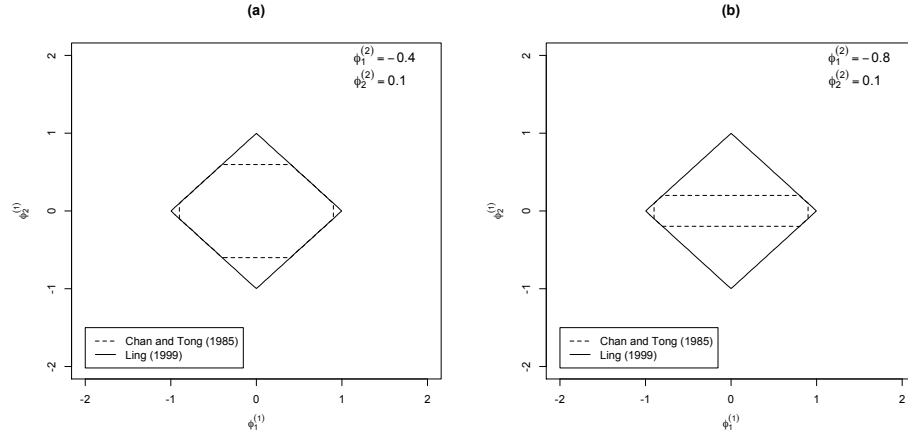 (a)
ϕ₁⁽²⁾ = −0.4
ϕ₂⁽²⁾ = 0.1
2
1
0
-1
-2
ϕ₂⁽¹⁾
Chan and Tong (1985)
Ling (1999)
-2 -1 0 1 2
ϕ₁⁽¹⁾
(b)
ϕ₁⁽²⁾ = −0.8
ϕ₂⁽²⁾ = 0.1
2
1
0
-1
-2
ϕ₂⁽¹⁾
Chan and Tong (1985)
Ling (1999)
-2 -1 0 1 2
ϕ₁⁽¹⁾